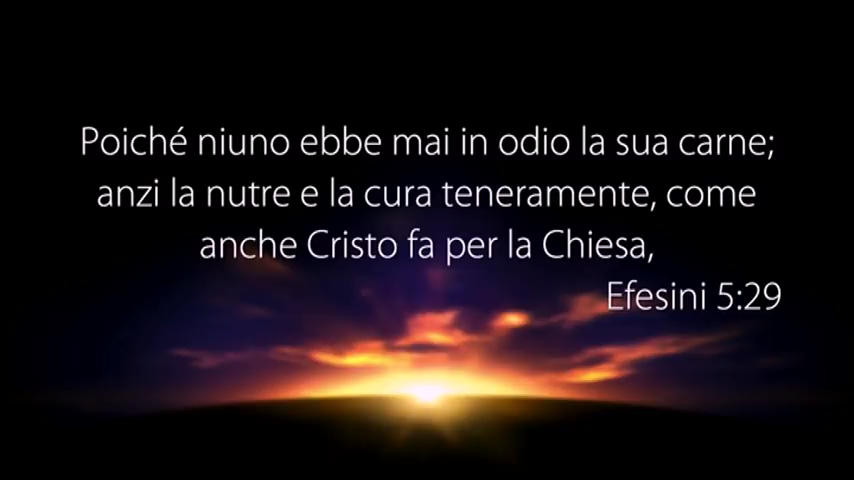 Poiché niuno ebbe mai in odio la sua carne;
anzi la nutre e la cura teneramente, come
anche Cristo fa per la Chiesa,
Efesini 5:29